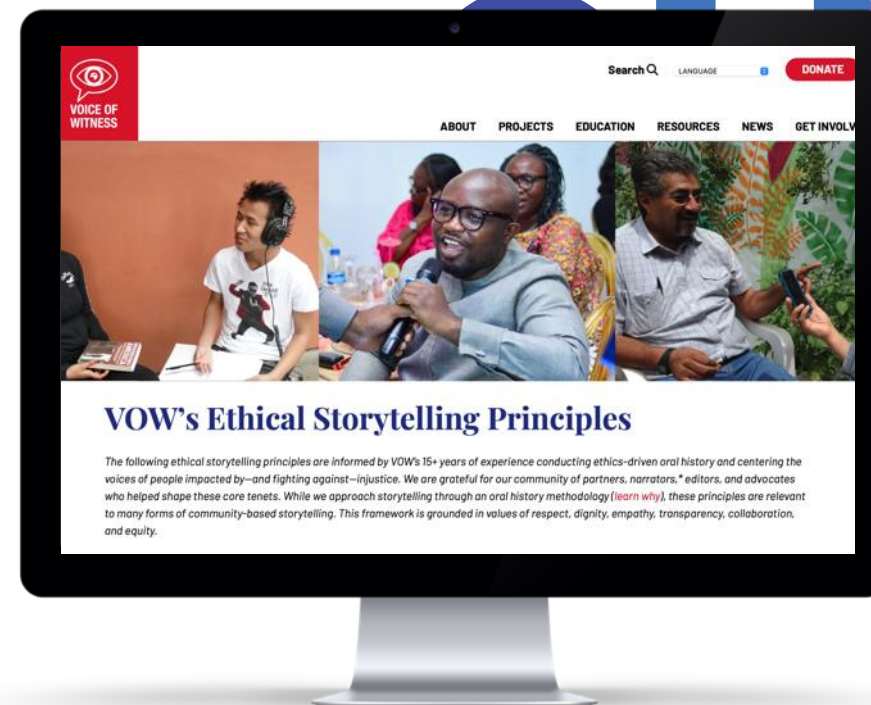 VOICE OF
WITNESS
Search
LANGUAGE
DONATE
ABOUT PROJECTS EDUCATION RESOURCES NEWS GET INVOLV
VOW's Ethical Storytelling Principles
The following ethical storytelling principles are informed by VOW's 15+ years of experience conducting ethics-driven oral history and centering the
voices of people impacted by—and fighting against—injustice. We are grateful for our community of partners, narrators,* editors, and advocates
who helped shape these core tenets. While we approach storytelling through an oral history methodology (learn why), these principles are relevant
to many forms of community-based storytelling. This framework is grounded in values of respect, dignity, empathy, transparency, collaboration,
and equity.